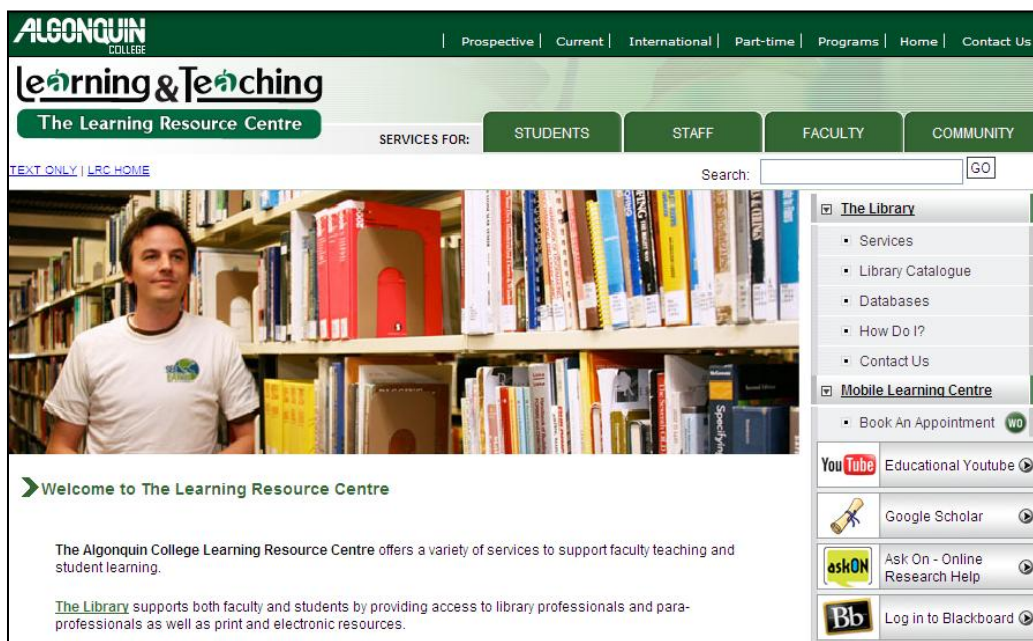 ALGONQUIN
COLLEGE
| Prospective | Current | International | Part-time | Programs | Home | Contact Us
Learning & Teaching
The Learning Resource Centre
SERVICES FOR: STUDENTS STAFF FACULTY COMMUNITY
TEXT ONLY | LRC HOME
Search: GO
The Library
Services
Library Catalogue
Databases
How Do I?
Contact Us
Mobile Learning Centre
Book An Appointment WD
You Tube Educational Youtube
Google Scholar
askON Ask On - Online
Research Help
Bb Log in to Blackboard
Specifying
Welcome to The Learning Resource Centre
The Algonquin College Learning Resource Centre offers a variety of services to support faculty teaching and
student learning.
The Library supports both faculty and students by providing access to library professionals and para-
professionals as well as print and electronic resources.